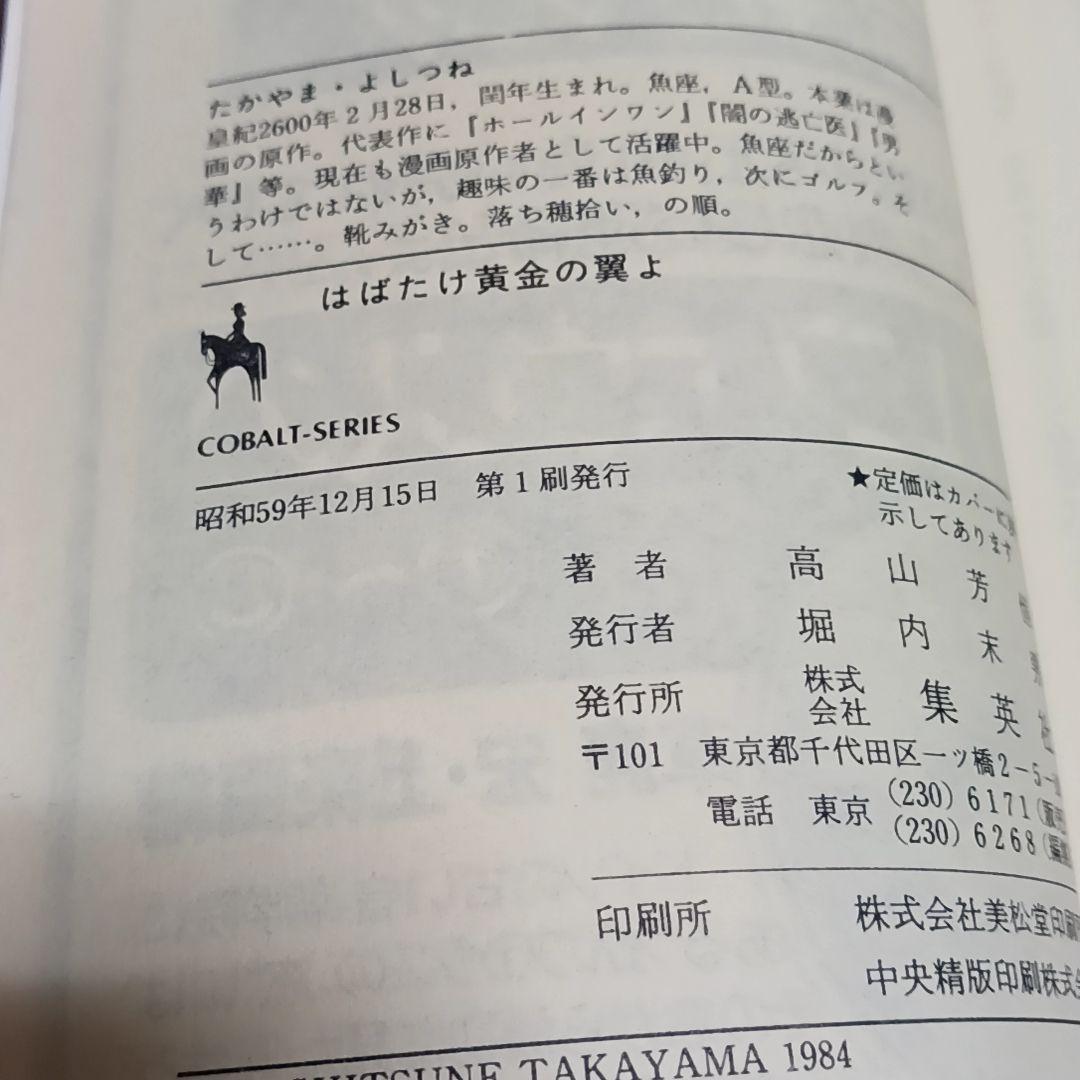 たかやま・よしつね
皇紀2600年2月28日，閏年生まれ。魚座，A型。本業は漫
画の原作。代表作に『ホールインワン』『闇の逃亡医』『男
華』等。現在も漫画原作者として活躍中。魚座だからとい
うわけではないが，趣味の一番は魚釣り，次にゴルフ。そ
して……。靴みがき。落ち穂拾い，の順。
はばたけ黄金の翼よ
COBALT-SERIES
昭和59年12月15日 第1刷発行
★定価はカバーに
示してあります
著 者 高 山 芳
発行者 堀 内 末
発行所 株式会社 集 英 社
〒101 東京都千代田区一ツ橋2-5-
電話 東京 (230) 6171
(230) 6268
印刷所 株式会社美松堂印刷
中央精版印刷株式
TAKAYAMA 1984